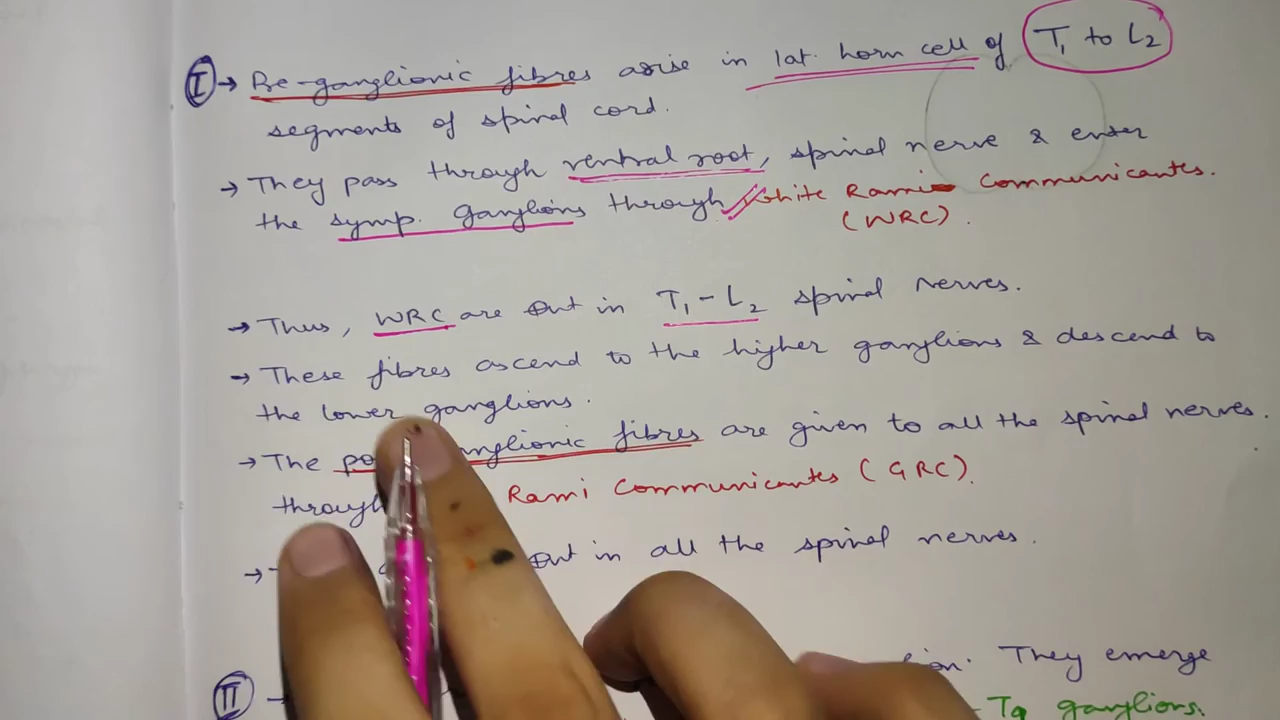 I → Pre-ganglionic fibres arise in lat. horn cell of T1 to L2
segments of spinal cord.
→ They pass through ventral root, spinal nerve & enter
the symp. Ganglions through White Rami Communicantes.
(WRC).
→ Thus, WRC are in T1 - L2 spinal nerves.
→ These fibres ascend to the higher ganglions & descend to
the lower ganglions.
→ The fibres are given to all the spinal nerves.
through Rami Communicantes (GRC).
→ in all the spinal nerves.
II → They emerge
ganglions.